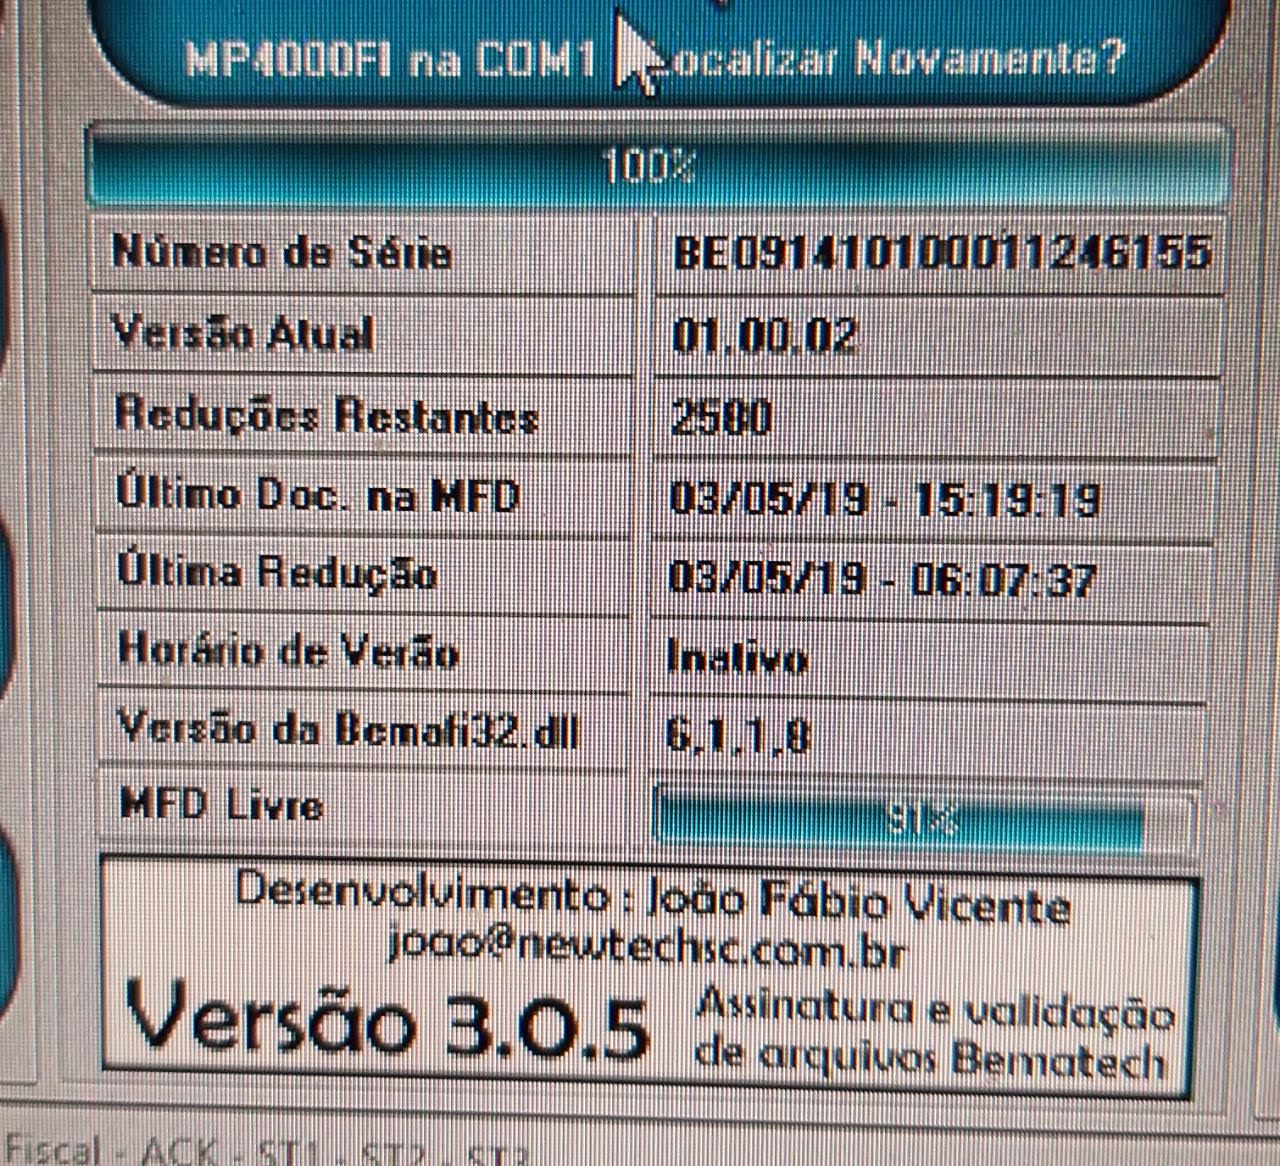 MP4000FI na COM1 Localizar Novamente?
100%
Número de Série BE091410100011246155
Versão Atual 01.00.02
Reduções Restantes 2500
Último Doc. na MFD 03/05/19 - 15:19:19
Última Redução 03/05/19 - 06:07:37
Horário de Verão Inativo
Versão da Bemafi32.dll 6,1,1,8
MFD Livre 91%
Desenvolvimento : João Fábio Vicente
joao@newtechsc.com.br
Versão 3.0.5 Assinatura e validação
de arquivos Bematech
Fiscal - ACK - ST1 - ST2 - ST3